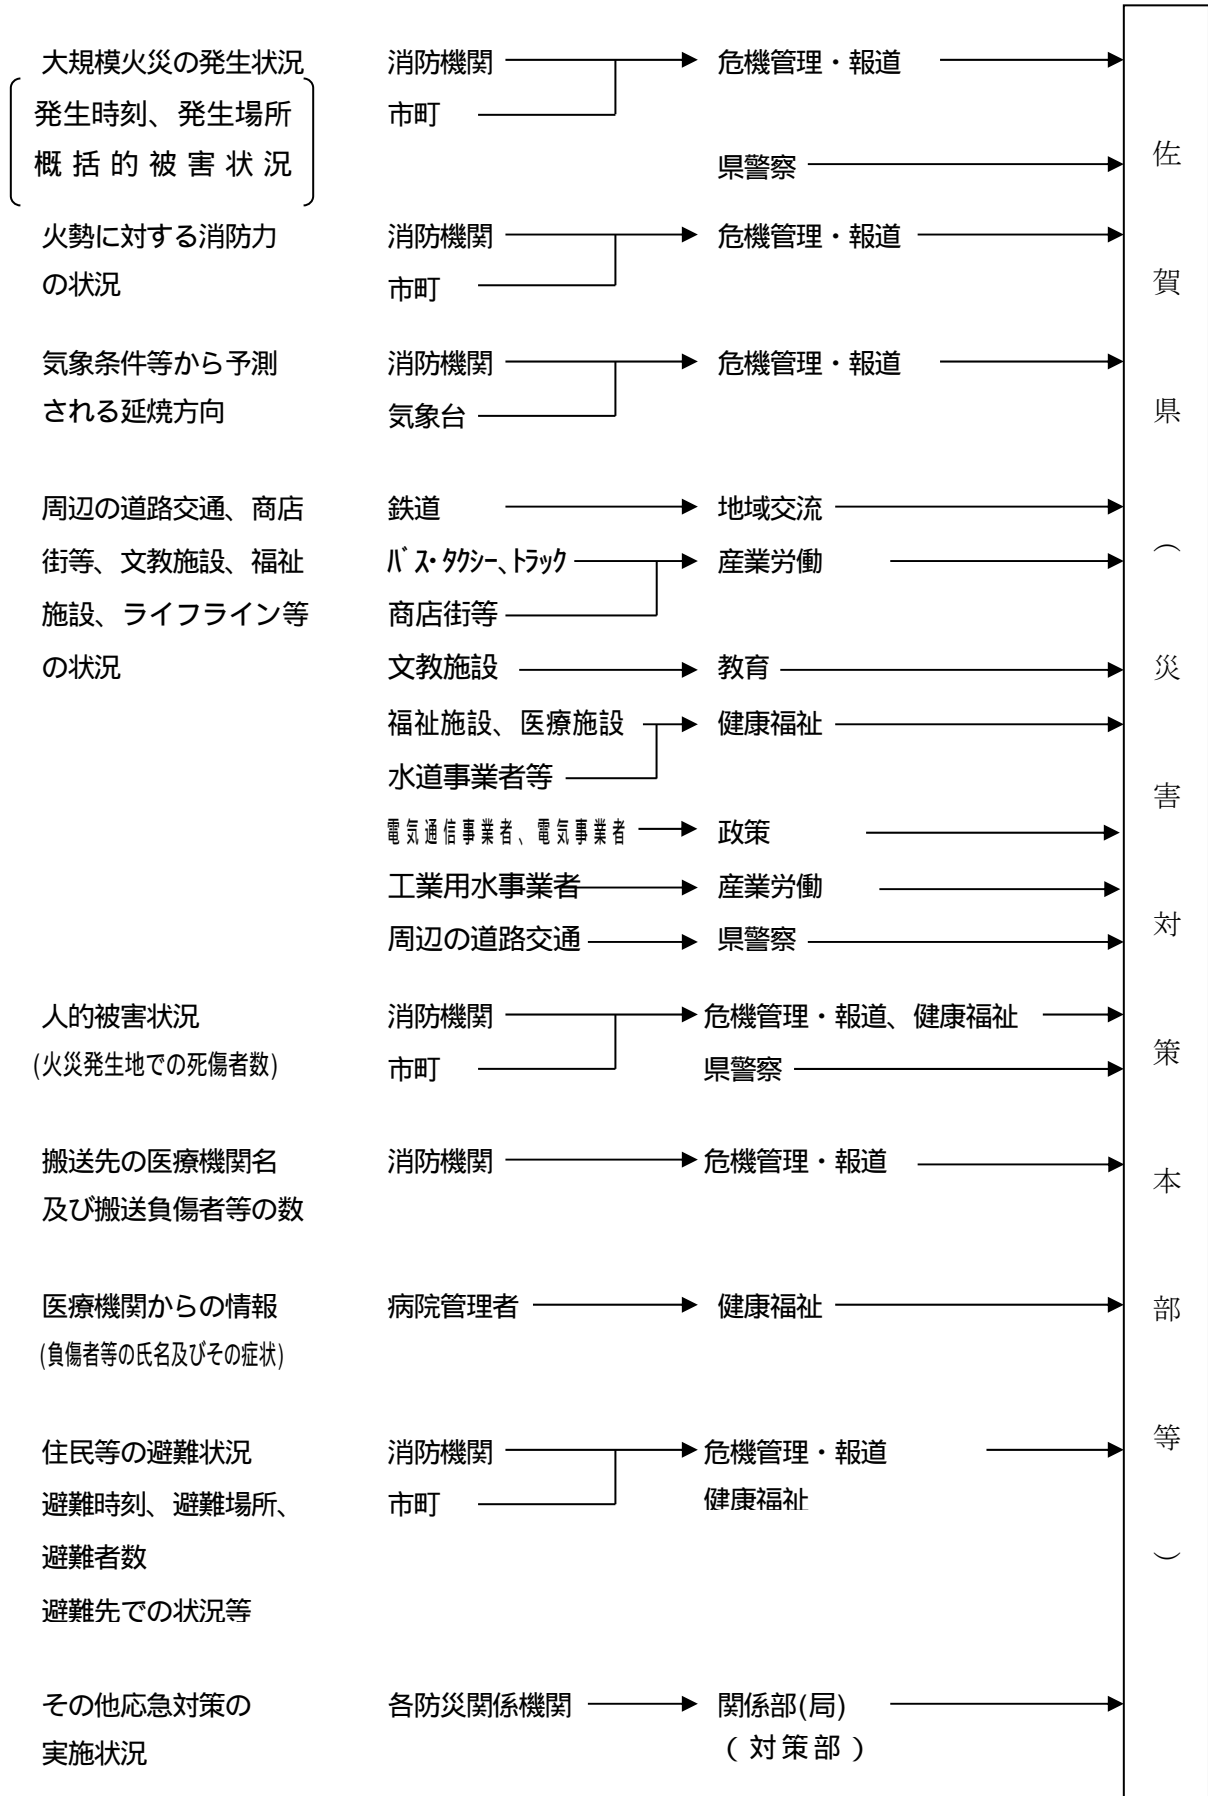 大規模火災の発生状況 消防機関 危機管理・報道
発生時刻、発生場所 市町
概括的被害状況 県警察
火勢に対する消防力 消防機関 危機管理・報道
の状況 市町
気象条件等から予測 消防機関 危機管理・報道
される延焼方向 気象台
周辺の道路交通、商店 鉄道 地域交流
街等、文教施設、福祉 バス・タクシー、トラック 産業労働
施設、ライフライン等 商店街等
の状況 文教施設 教育
福祉施設、医療施設 健康福祉
水道事業者等
電気通信事業者、電気事業者 政策
工業用水事業者 産業労働
周辺の道路交通 県警察
人的被害状況 消防機関 危機管理・報道、健康福祉
(火災発生地での死傷者数) 市町 県警察
搬送先の医療機関名 消防機関 危機管理・報道
及び搬送負傷者等の数
医療機関からの情報 病院管理者 健康福祉
(負傷者等の氏名及びその症状)
住民等の避難状況 消防機関 危機管理・報道
避難時刻、避難場所、 市町 健康福祉
避難者数
避難先での状況等
その他応急対策の 各防災関係機関 関係部(局)
実施状況 (対策部)
佐賀県(災害対策本部等)